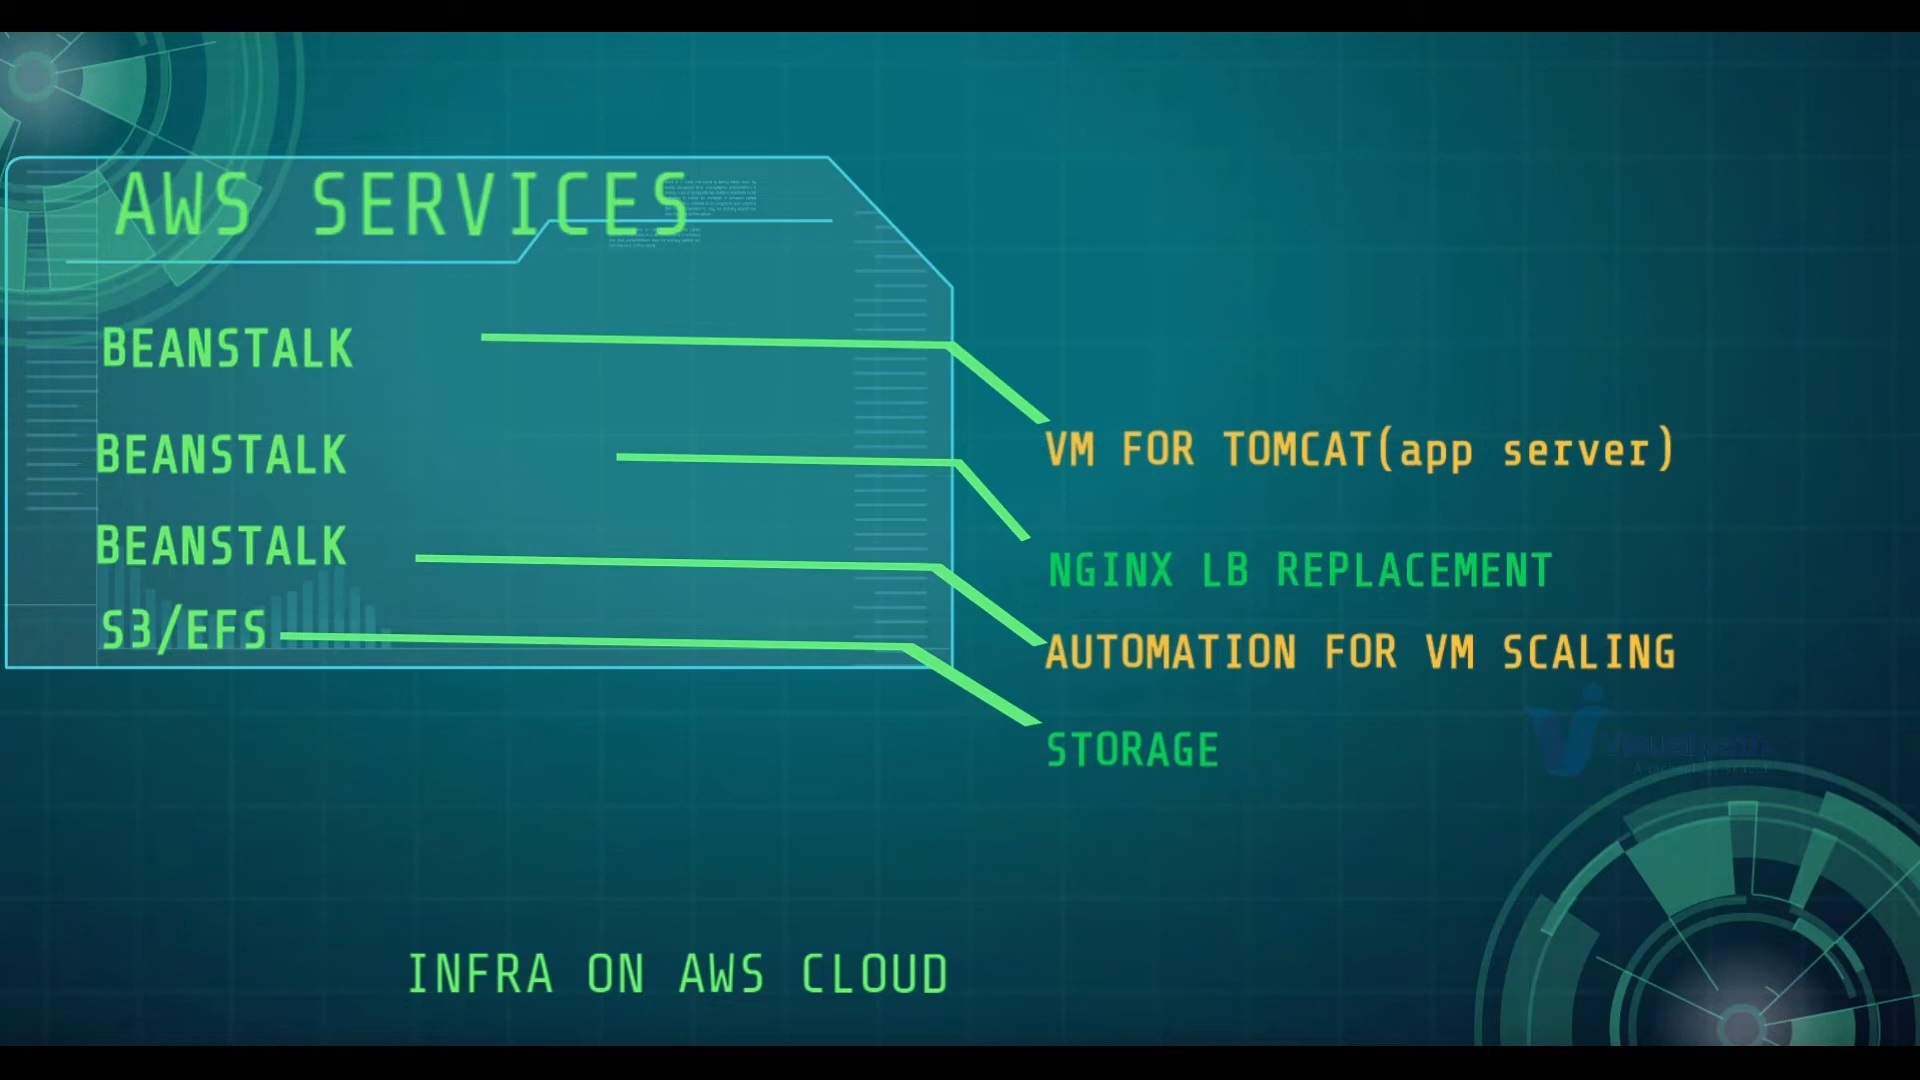 AWS SERVICES
BEANSTALK
VM FOR TOMCAT(app server)
BEANSTALK
NGINX LB REPLACEMENT
BEANSTALK
AUTOMATION FOR VM SCALING
S3/EFS
STORAGE
Visualpath
INFRA ON AWS CLOUD